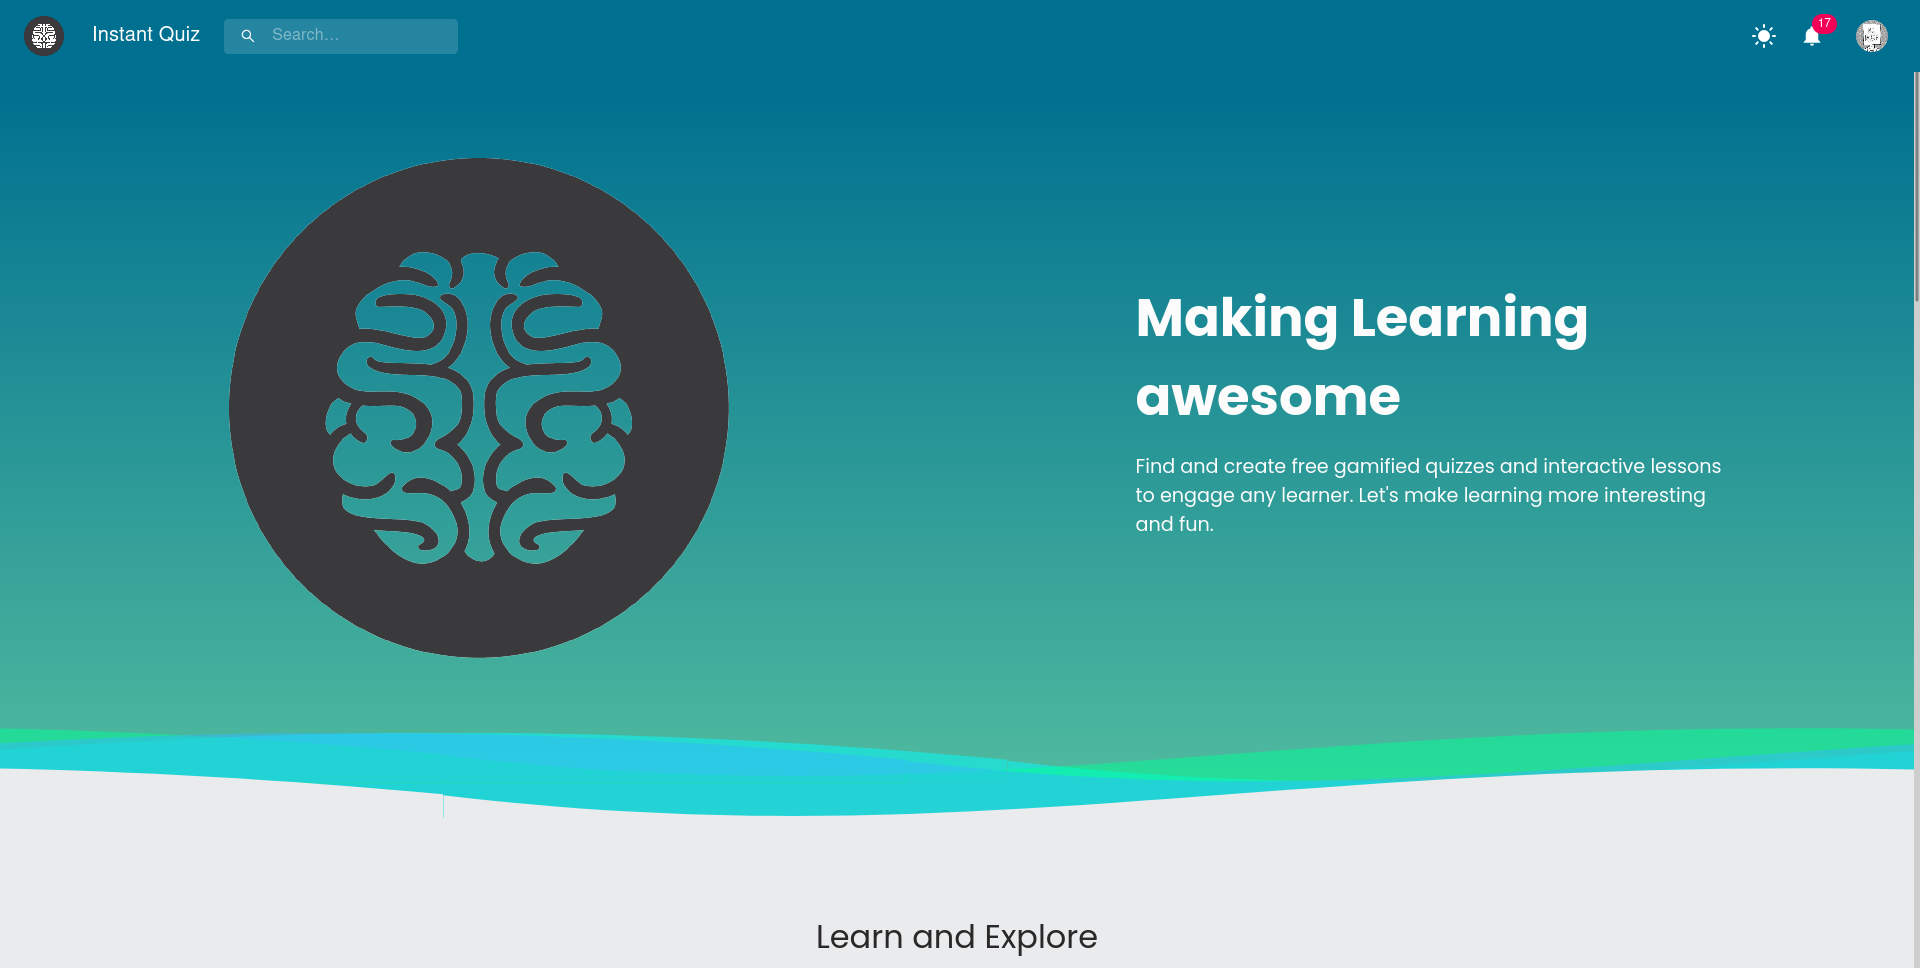 Instant Quiz
Search...
17
Making Learning
awesome
Find and create free gamified quizzes and interactive lessons
to engage any learner. Let's make learning more interesting
and fun.
Learn and Explore